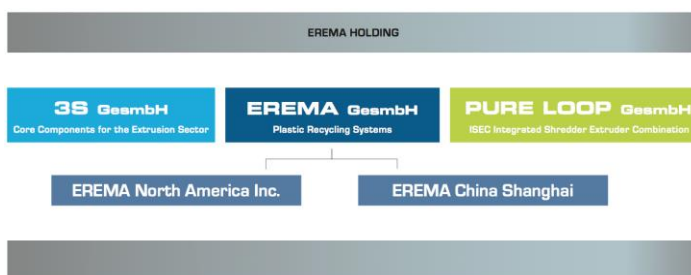 EREMA HOLDING
3S GesmbH
Core Components for the Extrusion Sector
EREMA GesmbH
Plastic Recycling Systems
PURE LOOP GesmbH
ISEC Integrated Shredder Extruder Combination
EREMA North America Inc.
EREMA China Shanghai